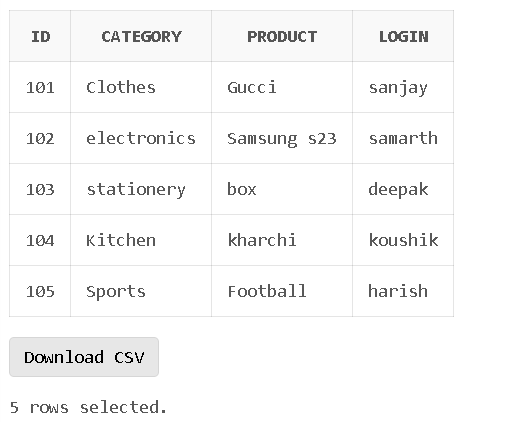 ID CATEGORY PRODUCT LOGIN
101 Clothes Gucci sanjay
102 electronics Samsung s23 samarth
103 stationery box deepak
104 Kitchen kharchi koushik
105 Sports Football harish
Download CSV
5 rows selected.